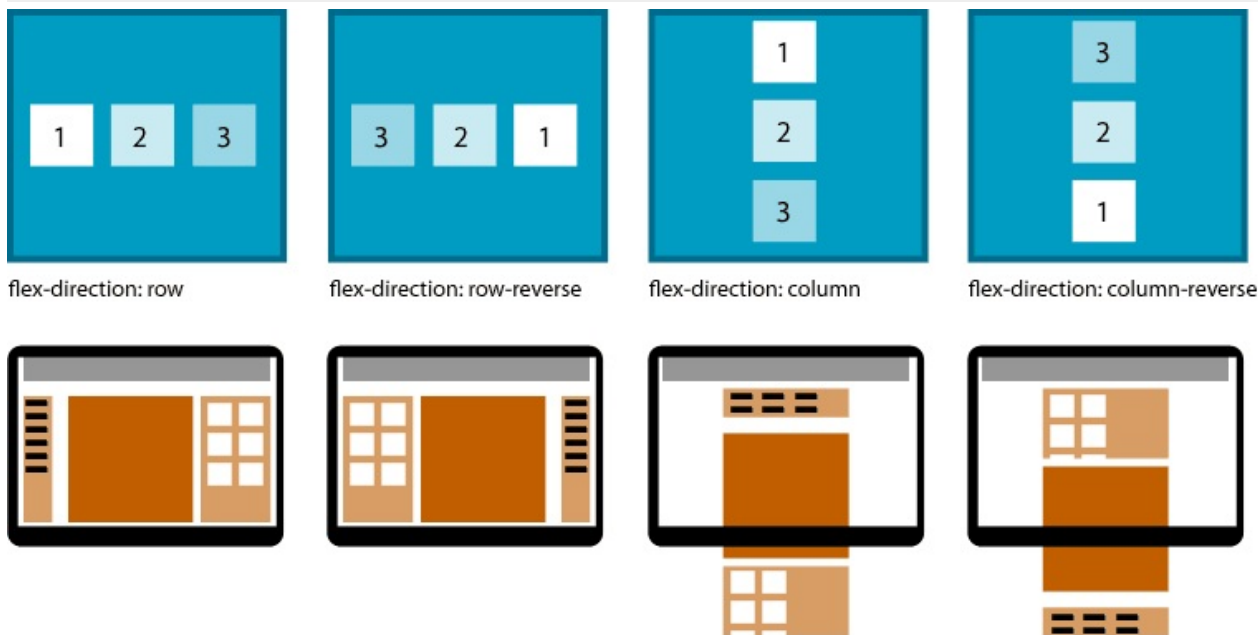 1 2 3
3 2 1
1
2
3
3
2
1
flex-direction: row
flex-direction: row-reverse
flex-direction: column
flex-direction: column-reverse